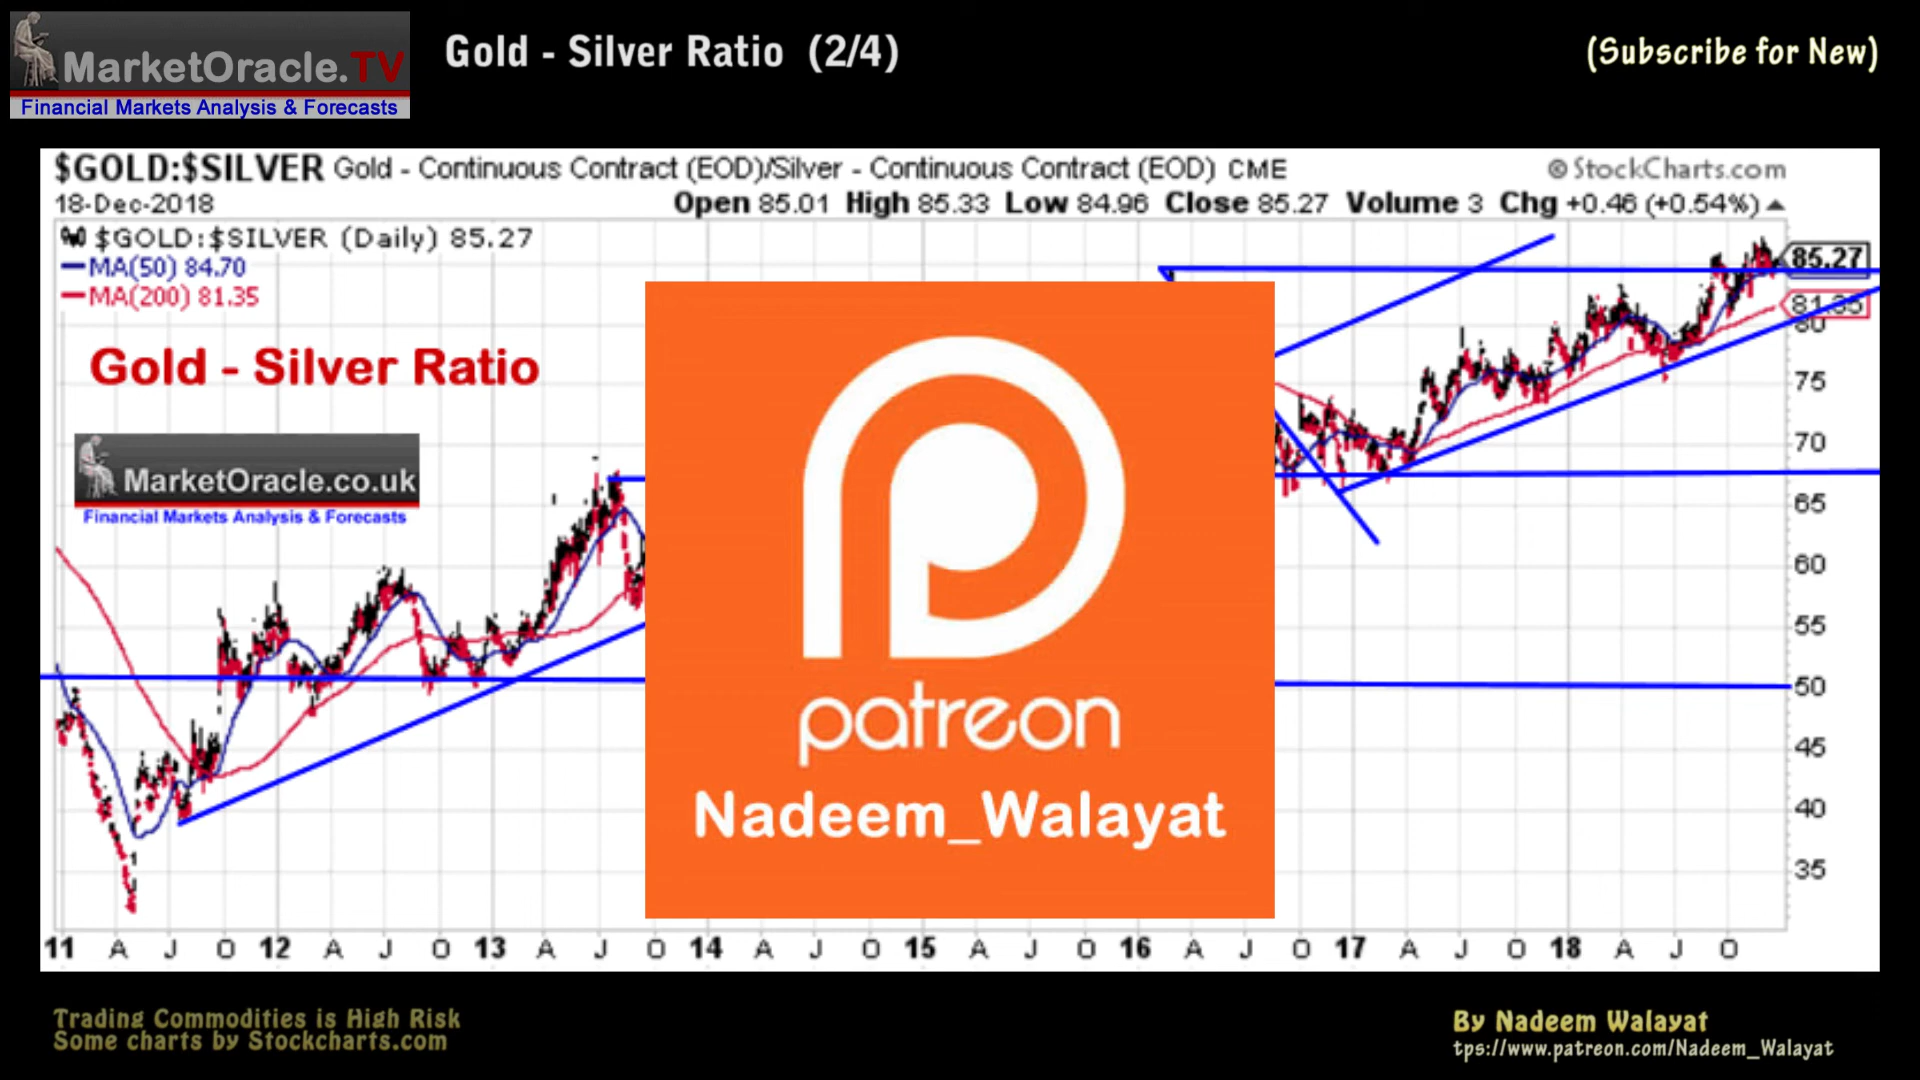 MarketOracle.TV
Financial Markets Analysis & Forecasts
Gold - Silver Ratio (2/4)
(Subscribe for New)
$GOLD:$SILVER Gold - Continuous Contract (EOD)/Silver - Continuous Contract (EOD) CME
© StockCharts.com
18-Dec-2018
Open 85.01 High 85.33 Low 84.96 Close 85.27 Volume 3 Chg +0.46 (+0.54%)
$GOLD:$SILVER (Daily) 85.27
MA(50) 84.70
MA(200) 81.35
Gold - Silver Ratio
MarketOracle.co.uk
Financial Markets Analysis & Forecasts
patreon
Nadeem_Walayat
85.27
81.35
80
75
70
65
60
55
50
45
40
35
11 A J O 12 A J O 13 A J O 14 A J O 15 A J O 16 A J O 17 A J O 18 A J O
Trading Commodities is High Risk
Some charts by Stockcharts.com
By Nadeem Walayat
tps://www.patreon.com/Nadeem_Walayat